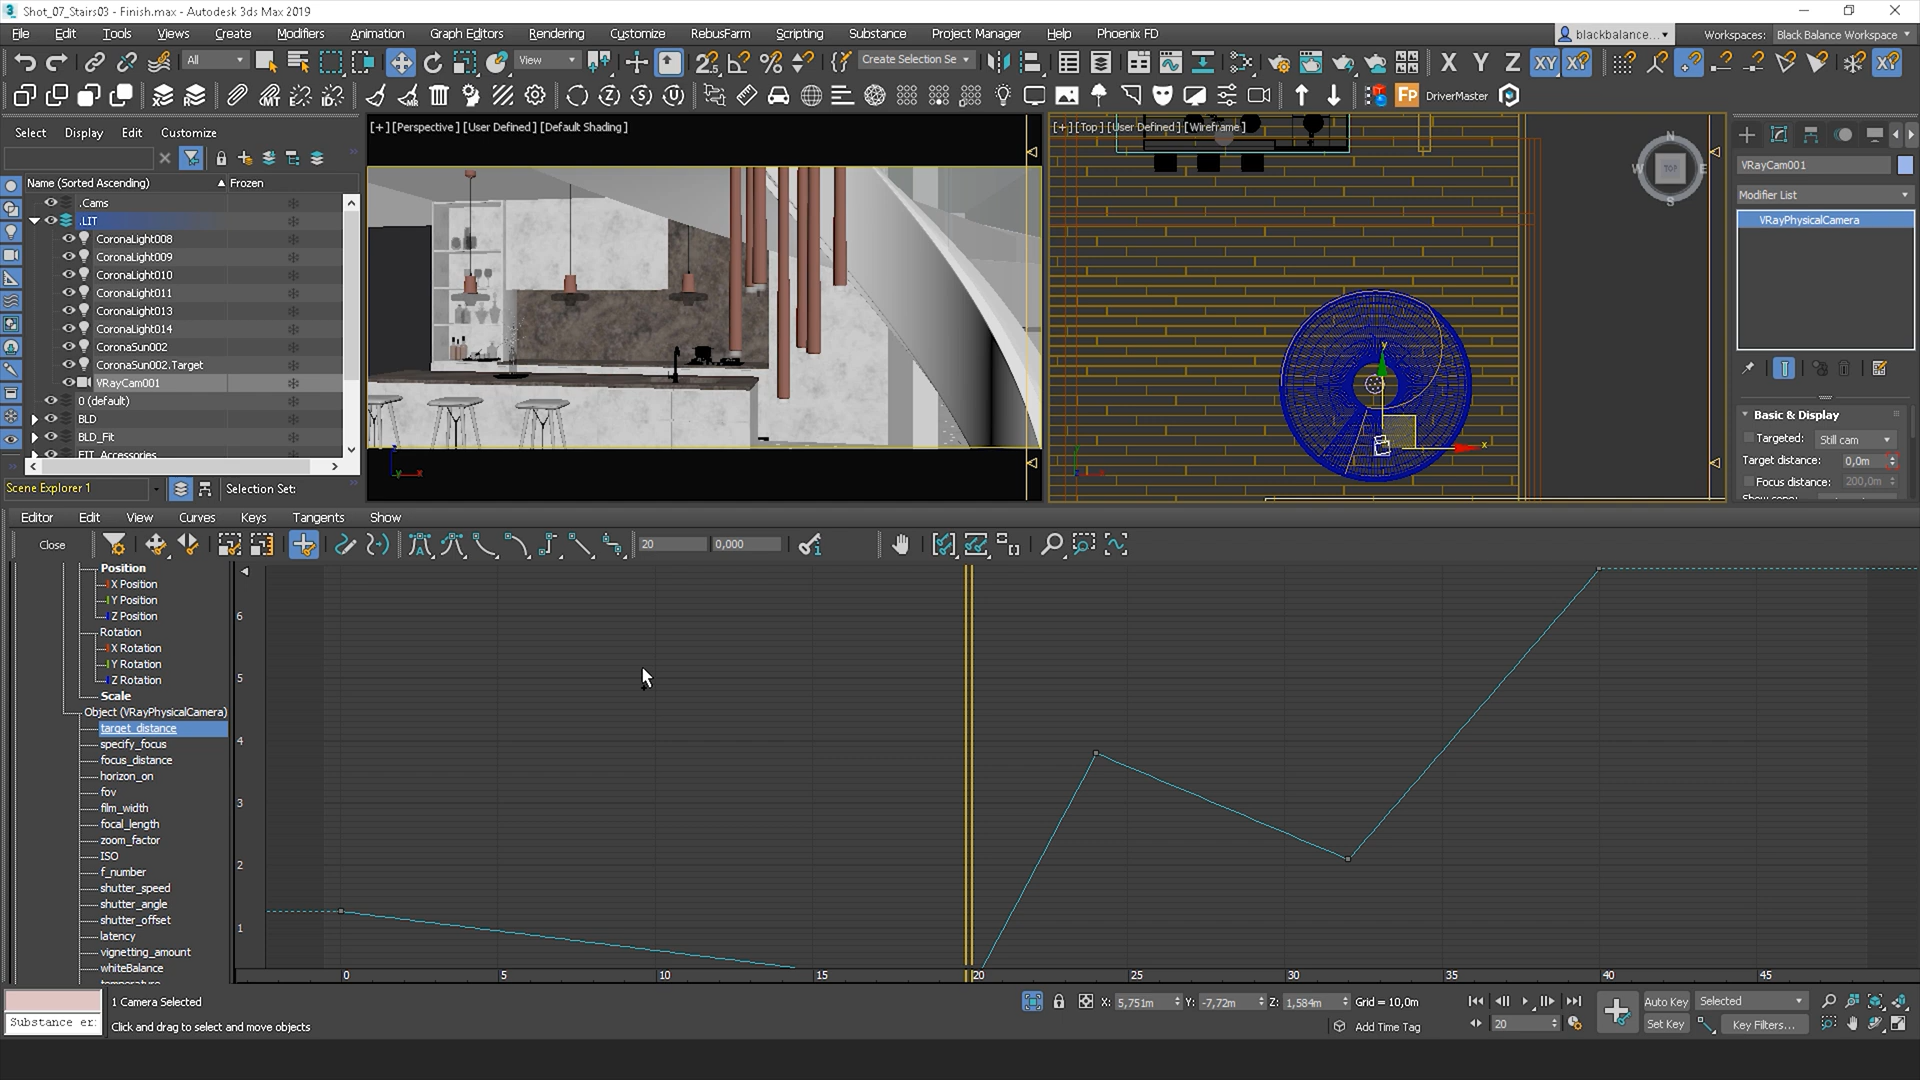 Shot_07_Stairs03 - Finish.max - Autodesk 3ds Max 2019
File Edit Tools Views Create Modifiers Animation Graph Editors Rendering Customize RebusFarm Scripting Substance Project Manager Help Phoenix FD
blackbalance... Workspaces: Black Balance Workspace
All View Create Selection Se X Y Z XY XY
FP DriverMaster
Select Display Edit Customize
Name (Sorted Ascending) Frozen
.Cams
.LIT
CoronaLight008
CoronaLight009
CoronaLight010
CoronaLight011
CoronaLight013
CoronaLight014
CoronaSun002
CoronaSun002.Target
VRayCam001
0 (default)
BLD
BLD_Fit
FIT_Accessories
Scene Explorer 1 Selection Set:
[+] [Perspective] [User Defined] [Default Shading]
[+] [Top] [User Defined] [Wireframe]
N
W TOP E
S
VRayCam001
Modifier List
VRayPhysicalCamera
Basic & Display
Targeted: Still cam
Target distance: 0,0m
Focus distance: 200,0m
Editor Edit View Curves Keys Tangents Show
Close 20 0,000
Position
X Position
Y Position
Z Position
Rotation
X Rotation
Y Rotation
Z Rotation
Scale
Object (VRayPhysicalCamera)
target_distance
specify_focus
focus_distance
horizon_on
fov
film_width
focal_length
zoom_factor
ISO
f_number
shutter_speed
shutter_angle
shutter_offset
latency
vignetting_amount
whiteBalance
6
5
4
3
2
1
0 5 10 15 20 25 30 35 40 45
1 Camera Selected X: 5,751m Y: -7,72m Z: 1,584m Grid = 10,0m Auto Key Selected
Substance er:
Click and drag to select and move objects Add Time Tag 20 Set Key Key Filters...